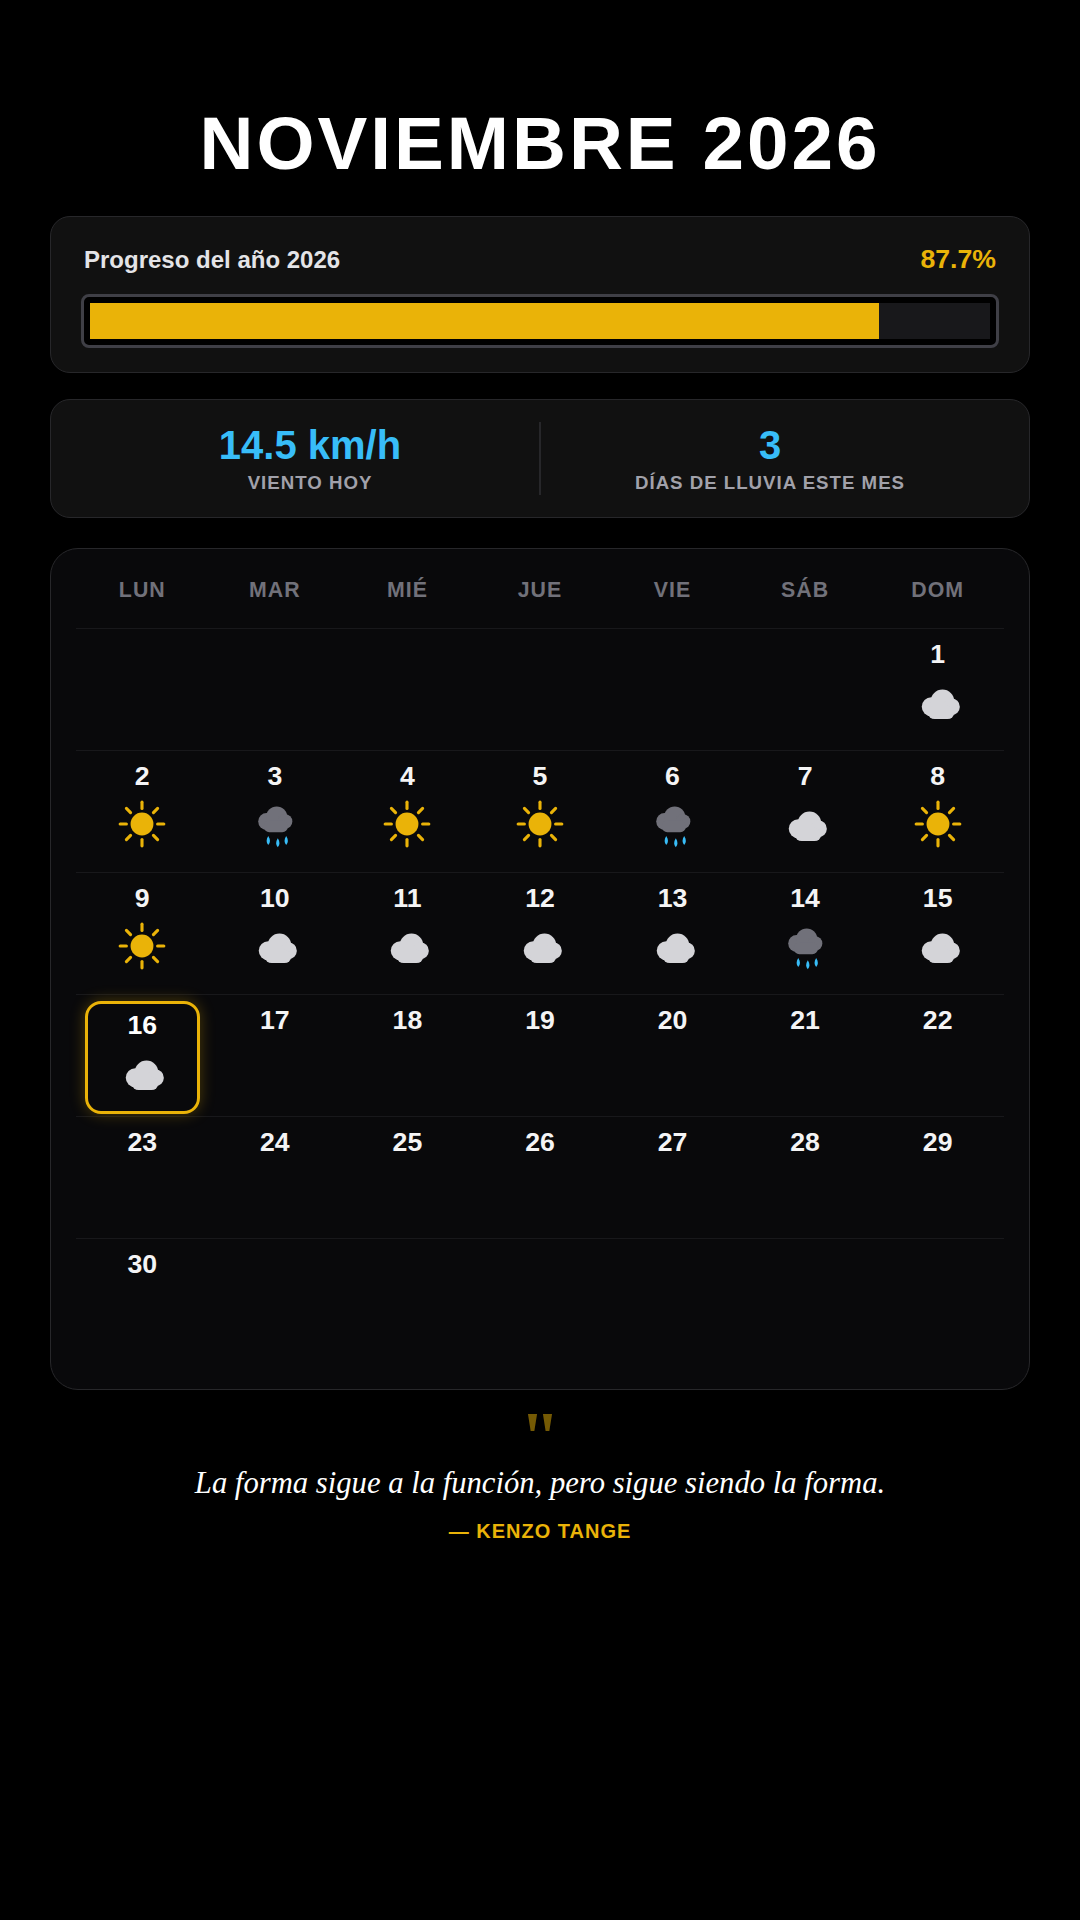 NOVIEMBRE 2026
Progreso del año 2026 87.7%
14.5 km/h 3
VIENTO HOY DÍAS DE LLUVIA ESTE MES
LUN MAR MIÉ JUE VIE SÁB DOM
1
2 3 4 5 6 7 8
9 10 11 12 13 14 15
16 17 18 19 20 21 22
23 24 25 26 27 28 29
30
"
La forma sigue a la función, pero sigue siendo la forma.
— KENZO TANGE